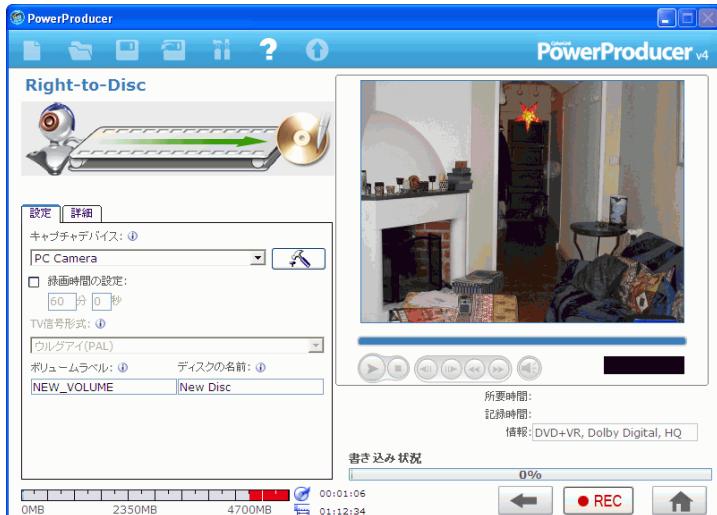 PowerProducer
CyberLink
PowerProducer v4
Right-to-Disc
設定 詳細
キャプチャデバイス:
PC Camera
録画時間の設定:
60 分 0 秒
TV信号形式:
ウルグアイ(PAL)
ボリュームラベル: ディスクの名前:
NEW_VOLUME New Disc
所要時間:
記録時間:
情報: DVD+VR, Dolby Digital, HQ
書き込み状況
0%
00:01:06
0MB 2350MB 4700MB 01:12:34
REC